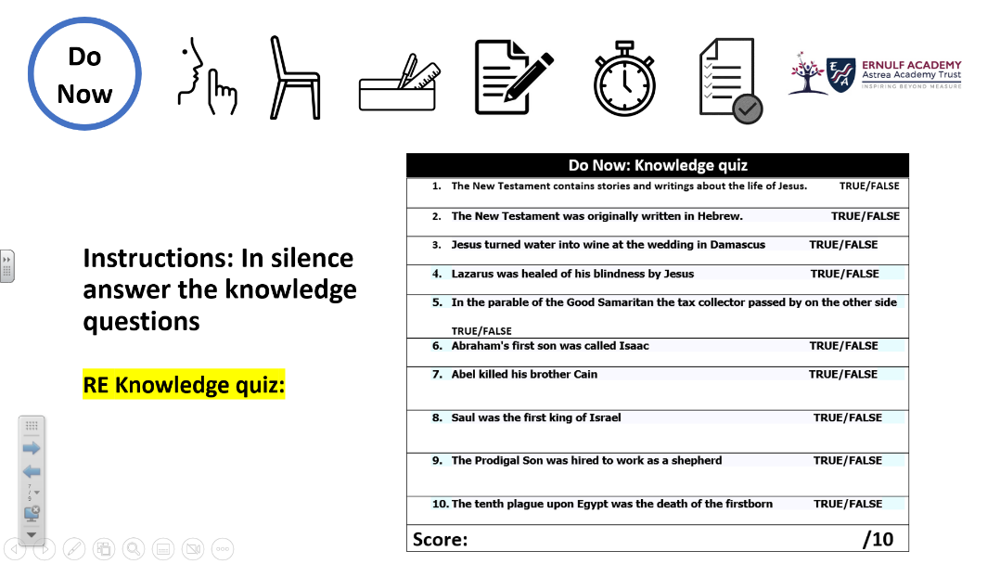 Do
Now
ERNULF ACADEMY
Astrea Academy Trust
INSPIRING BEYOND MEASURE
Instructions: In silence
answer the knowledge
questions
RE Knowledge quiz:
Do Now: Knowledge quiz
1. The New Testament contains stories and writings about the life of Jesus. TRUE/FALSE
2. The New Testament was originally written in Hebrew. TRUE/FALSE
3. Jesus turned water into wine at the wedding in Damascus TRUE/FALSE
4. Lazarus was healed of his blindness by Jesus TRUE/FALSE
5. In the parable of the Good Samaritan the tax collector passed by on the other side
TRUE/FALSE
6. Abraham's first son was called Isaac TRUE/FALSE
7. Abel killed his brother Cain TRUE/FALSE
8. Saul was the first king of Israel TRUE/FALSE
9. The Prodigal Son was hired to work as a shepherd TRUE/FALSE
10. The tenth plague upon Egypt was the death of the firstborn TRUE/FALSE
Score: /10
7
/
9